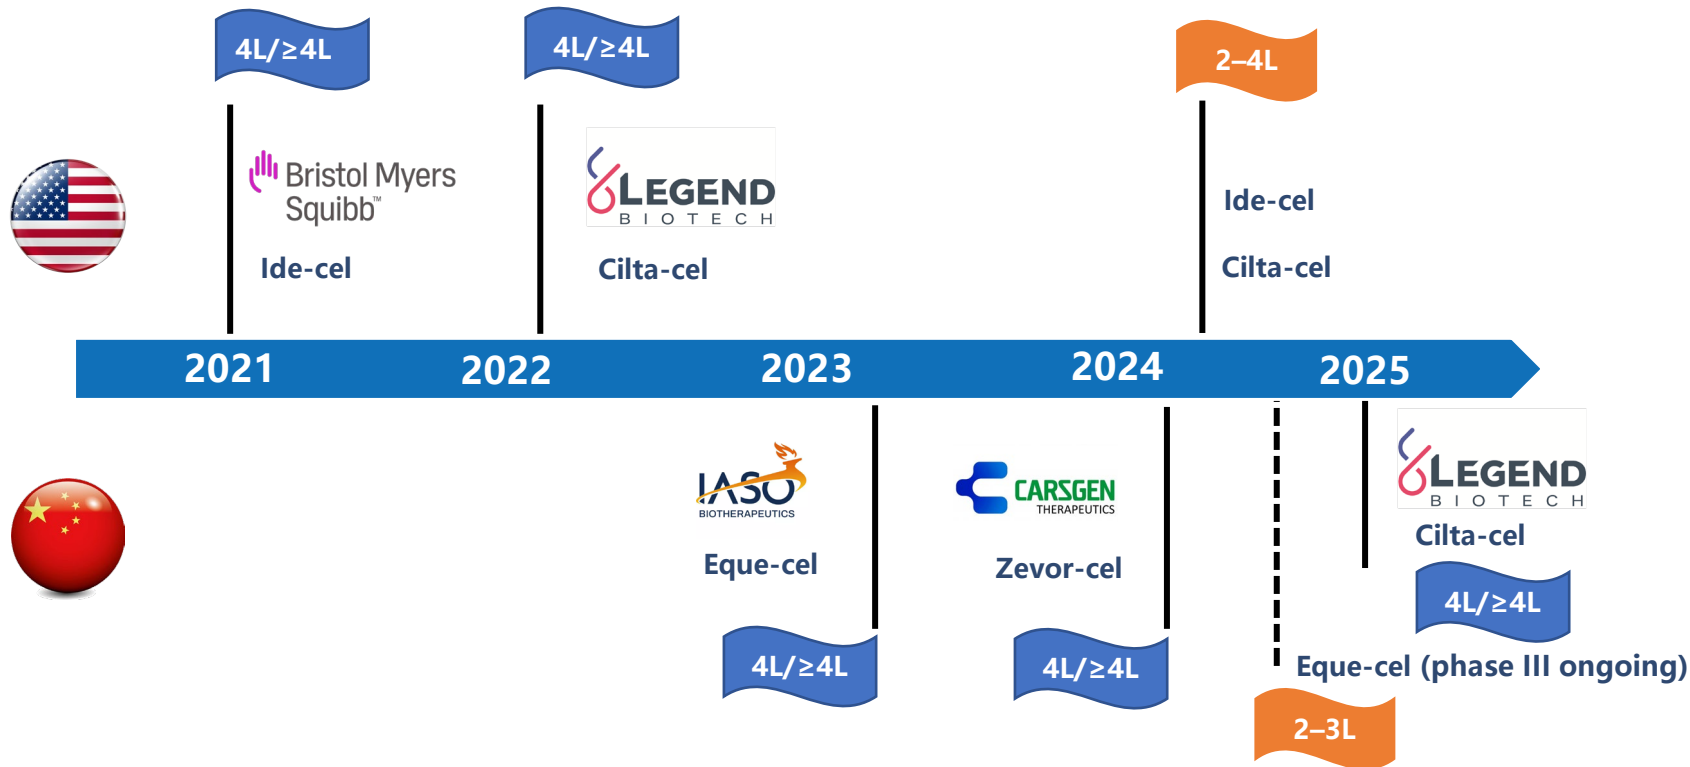 4L/≥4L
4L/≥4L
2–4L
Bristol Myers
Squibb™
Ide-cel
LEGEND
BIOTECH
Cilta-cel
Ide-cel
Cilta-cel
2021
2022
2023
2024
2025
IASO
BIOTHERAPEUTICS
Eque-cel
4L/≥4L
CARSGEN
THERAPEUTICS
Zevor-cel
4L/≥4L
LEGEND
BIOTECH
Cilta-cel
4L/≥4L
Eque-cel (phase III ongoing)
2–3L